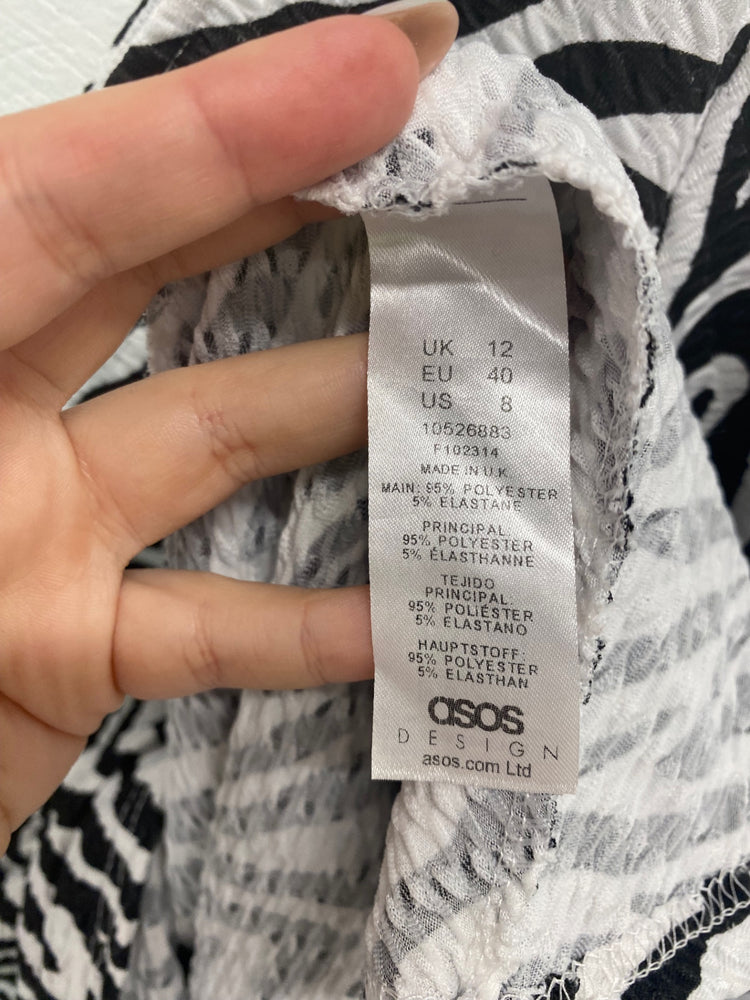 UK 12
EU 40
US 8
10526883
F102314
MADE IN U.K.
MAIN: 95% POLYESTER
5% ELASTANE
PRINCIPAL:
95% POLYESTER
5% ÉLASTHANNE
TEJIDO
PRINCIPAL:
95% POLIÉSTER
5% ELASTANO
HAUPTSTOFF:
95% POLYESTER
5% ELASTHAN
asos
DESIGN
asos.com Ltd